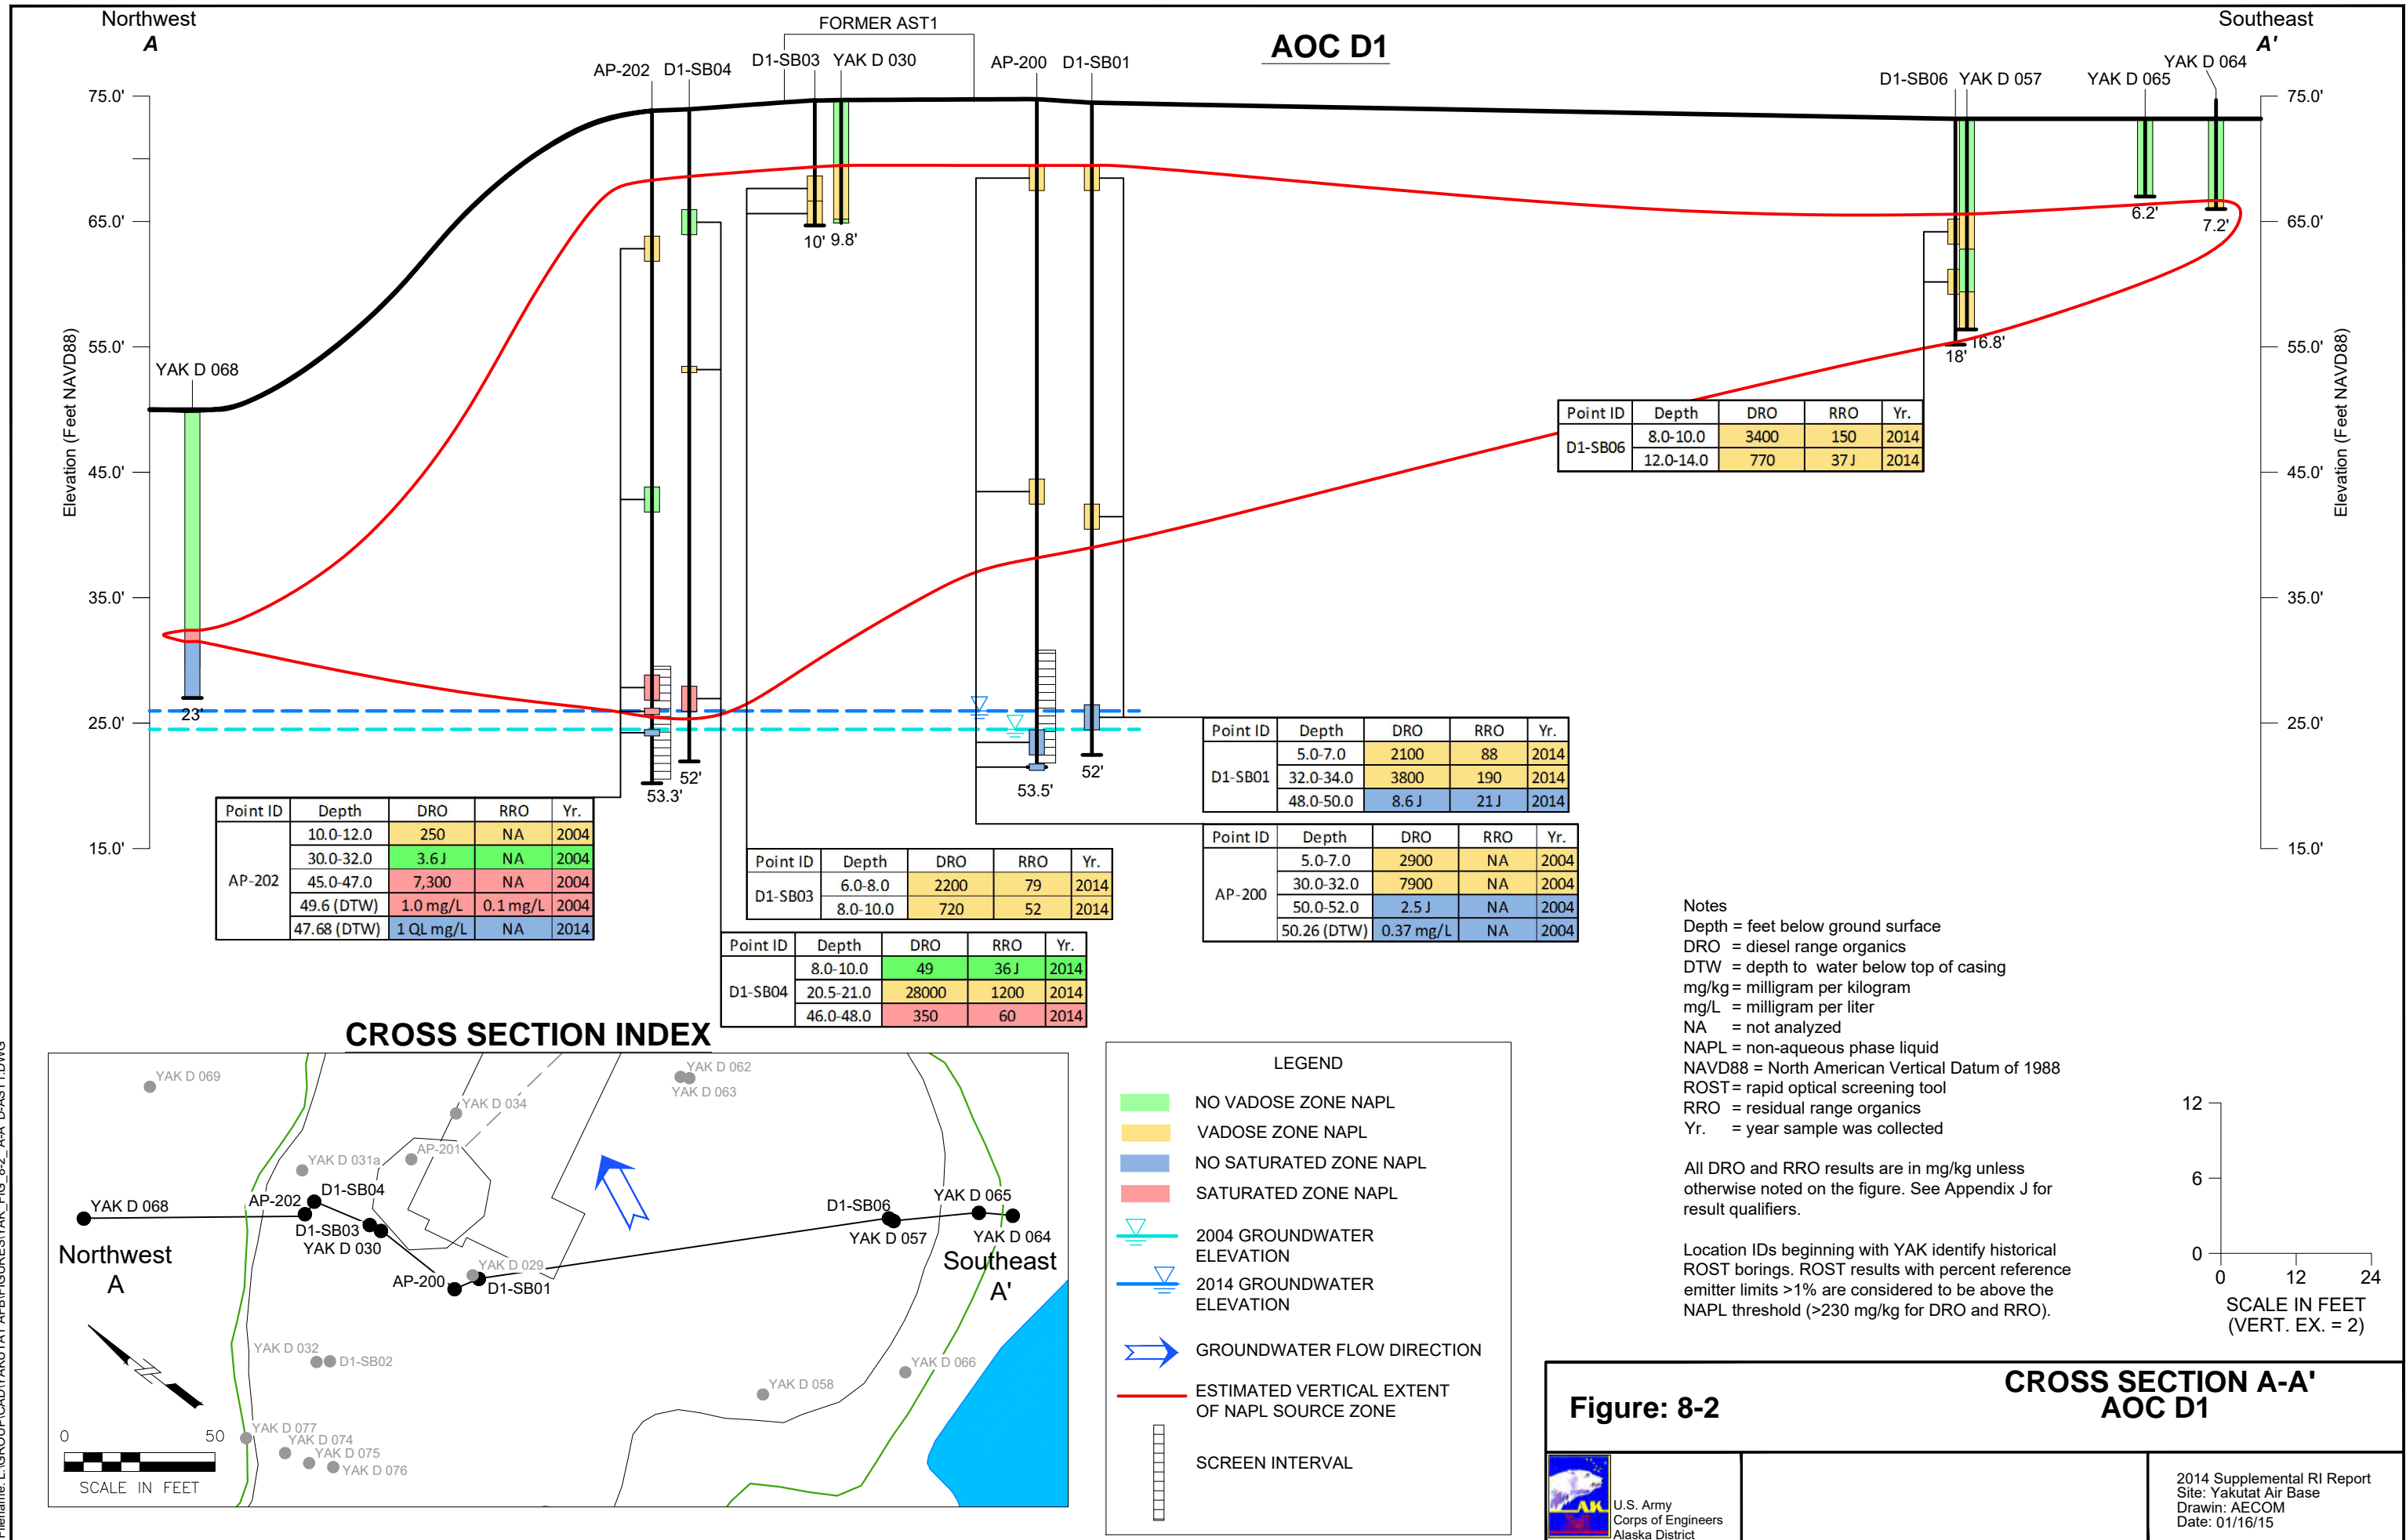 Northwest
A
FORMER AST1
AOC D1
Southeast
A'
AP-202 D1-SB04
D1-SB03 YAK D 030
AP-200 D1-SB01
D1-SB06 YAK D 057
YAK D 065
YAK D 064
75.0'
65.0'
55.0'
45.0'
35.0'
25.0'
15.0'
Elevation (Feet NAVD88)
YAK D 068
23'
53.3'
52'
10' 9.8'
53.5'
52'
18' 16.8'
6.2'
7.2'
75.0'
65.0'
55.0'
45.0'
35.0'
25.0'
15.0'
Elevation (Feet NAVD88)
Point ID Depth DRO RRO Yr.
D1-SB06
8.0-10.0 3400 150 2014
12.0-14.0 770 37 J 2014
Point ID Depth DRO RRO Yr.
D1-SB01
5.0-7.0 2100 88 2014
32.0-34.0 3800 190 2014
48.0-50.0 8.6 J 21 J 2014
Point ID Depth DRO RRO Yr.
AP-202
10.0-12.0 250 NA 2004
30.0-32.0 3.6 J NA 2004
45.0-47.0 7,300 NA 2004
49.6 (DTW) 1.0 mg/L 0.1 mg/L 2004
47.68 (DTW) 1 QL mg/L NA 2014
Point ID Depth DRO RRO Yr.
D1-SB03
6.0-8.0 2200 79 2014
8.0-10.0 720 52 2014
Point ID Depth DRO RRO Yr.
AP-200
5.0-7.0 2900 NA 2004
30.0-32.0 7900 NA 2004
50.0-52.0 2.5 J NA 2004
50.26 (DTW) 0.37 mg/L NA 2004
Point ID Depth DRO RRO Yr.
D1-SB04
8.0-10.0 49 36 J 2014
20.5-21.0 28000 1200 2014
46.0-48.0 350 60 2014
Notes
Depth = feet below ground surface
DRO = diesel range organics
DTW = depth to water below top of casing
mg/kg = milligram per kilogram
mg/L = milligram per liter
NA = not analyzed
NAPL = non-aqueous phase liquid
NAVD88 = North American Vertical Datum of 1988
ROST = rapid optical screening tool
RRO = residual range organics
Yr. = year sample was collected
All DRO and RRO results are in mg/kg unless
otherwise noted on the figure. See Appendix J for
result qualifiers.
Location IDs beginning with YAK identify historical
ROST borings. ROST results with percent reference
emitter limits >1% are considered to be above the
NAPL threshold (>230 mg/kg for DRO and RRO).
12
6
0
0 12 24
SCALE IN FEET
(VERT. EX. = 2)
CROSS SECTION INDEX
YAK D 069
YAK D 062
YAK D 063
YAK D 034
AP-201
YAK D 031a
D1-SB04
AP-202
YAK D 068
D1-SB03
YAK D 030
D1-SB06
YAK D 065
YAK D 057
YAK D 064
Northwest
A
YAK D 029
AP-200
D1-SB01
Southeast
A'
YAK D 032
D1-SB02
YAK D 066
YAK D 058
YAK D 077
YAK D 074
YAK D 075
YAK D 076
0 50
SCALE IN FEET
LEGEND
NO VADOSE ZONE NAPL
VADOSE ZONE NAPL
NO SATURATED ZONE NAPL
SATURATED ZONE NAPL
2004 GROUNDWATER
ELEVATION
2014 GROUNDWATER
ELEVATION
GROUNDWATER FLOW DIRECTION
ESTIMATED VERTICAL EXTENT
OF NAPL SOURCE ZONE
SCREEN INTERVAL
Figure: 8-2
CROSS SECTION A-A'
AOC D1
AK
U.S. Army
Corps of Engineers
Alaska District
2014 Supplemental RI Report
Site: Yakutat Air Base
Drawin: AECOM
Date: 01/16/15